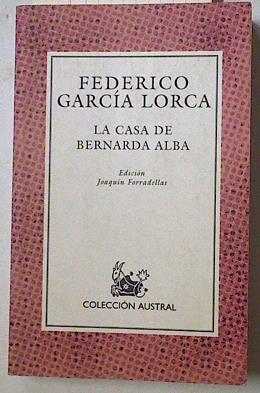 FEDERICO
GARCÍA LORCA
LA CASA DE
BERNARDA ALBA
Edición
Joaquín Forradellas
COLECCIÓN AUSTRAL